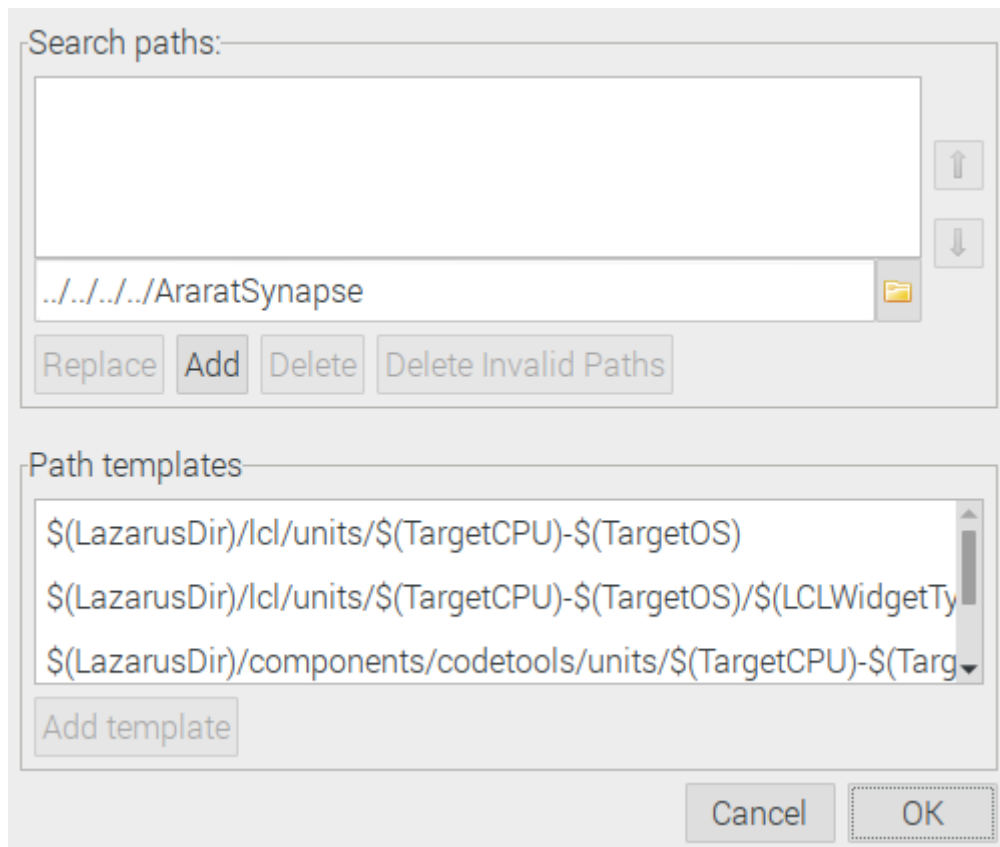 Search paths:
../../../../AraratSynapse
Replace Add Delete Delete Invalid Paths
Path templates
$(LazarusDir)/lcl/units/$(TargetCPU)-$(TargetOS)
$(LazarusDir)/lcl/units/$(TargetCPU)-$(TargetOS)/$(LCLWidgetTy
$(LazarusDir)/components/codetools/units/$(TargetCPU)-$(Targ
Add template
Cancel OK